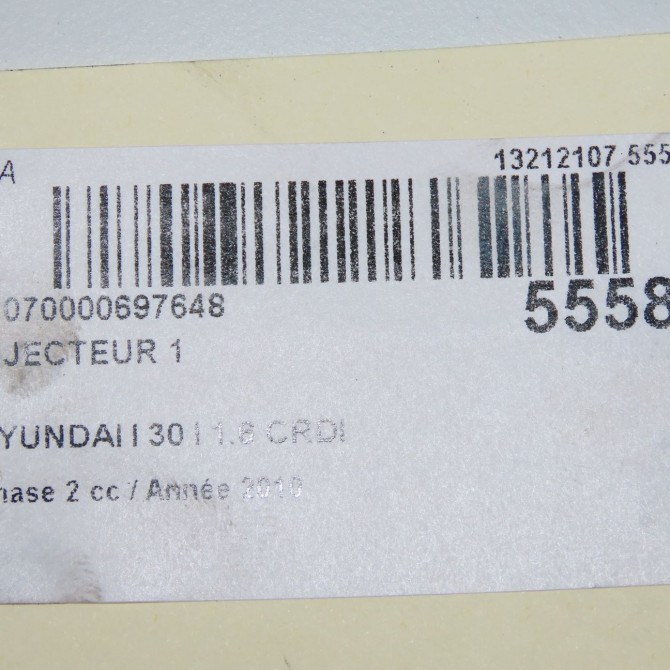 A
13212107 555
070000697648
5558
JECTEUR 1
YUNDAI I 30 I 1.6 CRDI
hase 2 cc / Année 2010